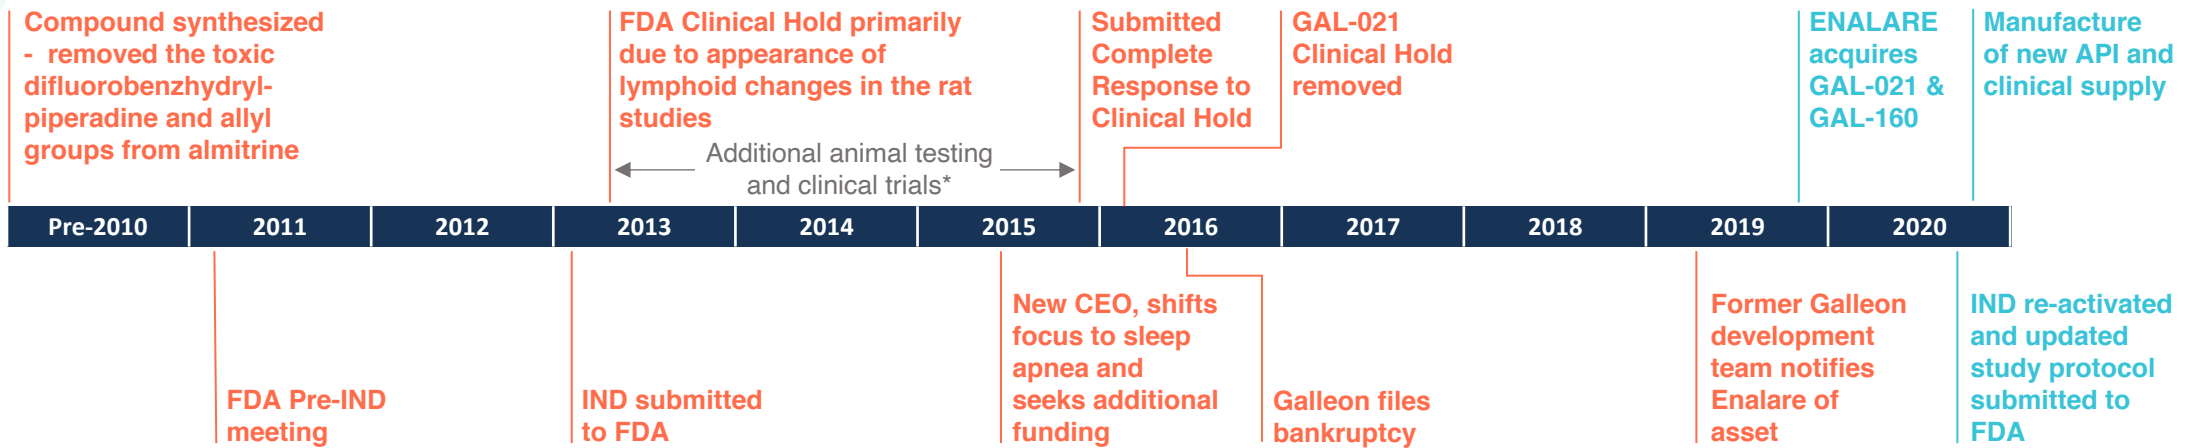 Compound synthesized
- removed the toxic
difluorobenzhydryl-
piperadine and allyl
groups from almitrine
FDA Clinical Hold primarily
due to appearance of
lymphoid changes in the rat
studies
Additional animal testing
and clinical trials*
Submitted
Complete
Response to
Clinical Hold
GAL-021
Clinical Hold
removed
ENALARE
acquires
GAL-021 &
GAL-160
Manufacture
of new API and
clinical supply
Pre-2010
2011
2012
2013
2014
2015
2016
2017
2018
2019
2020
FDA Pre-IND
meeting
IND submitted
to FDA
New CEO, shifts
focus to sleep
apnea and
seeks additional
funding
Galleon files
bankruptcy
Former Galleon
development
team notifies
Enalare of
asset
IND re-activated
and updated
study protocol
submitted to
FDA